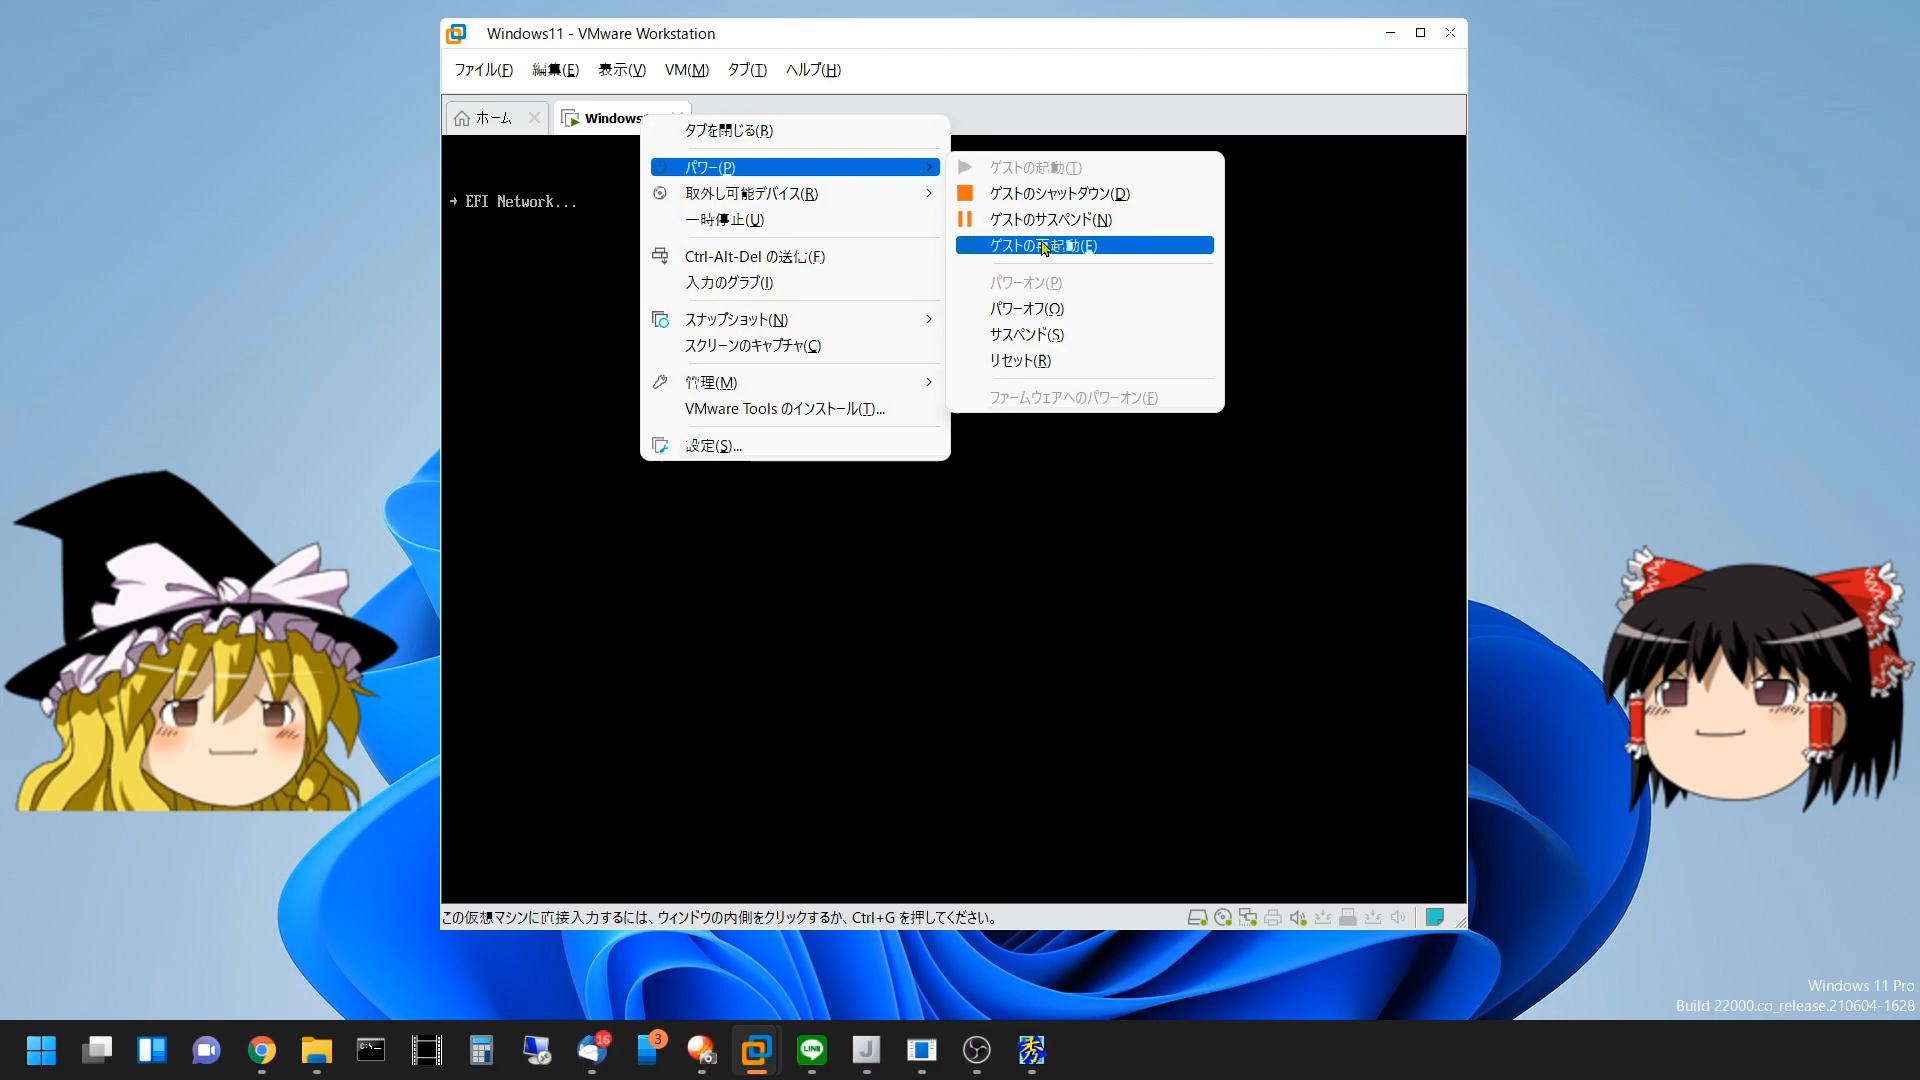 Windows11 - VMware Workstation
ファイル(F) 編集(E) 表示(V) VM(M) タブ(T) ヘルプ(H)
ホーム
Windows
タブを閉じる(B)
パワー(P)
取外し可能デバイス(R)
一時停止(U)
Ctrl-Alt-Del の送信(E)
入力のグラブ(I)
スナップショット(N)
スクリーンのキャプチャ(C)
管理(M)
VMware Tools のインストール(T)...
設定(S)...
ゲストの起動(T)
ゲストのシャットダウン(D)
ゲストのサスペンド(N)
ゲストの再起動(E)
パワーオン(P)
パワーオフ(O)
サスペンド(S)
リセット(R)
ファームウェアへのパワーオン(F)
→ EFI Network...
この仮想マシンに直接入力するには、ウィンドウの内側をクリックするか、Ctrl+G を押してください。
Windows 11 Pro
Build 22000.co_release.210604-1628
16
3
LINE
J
秀